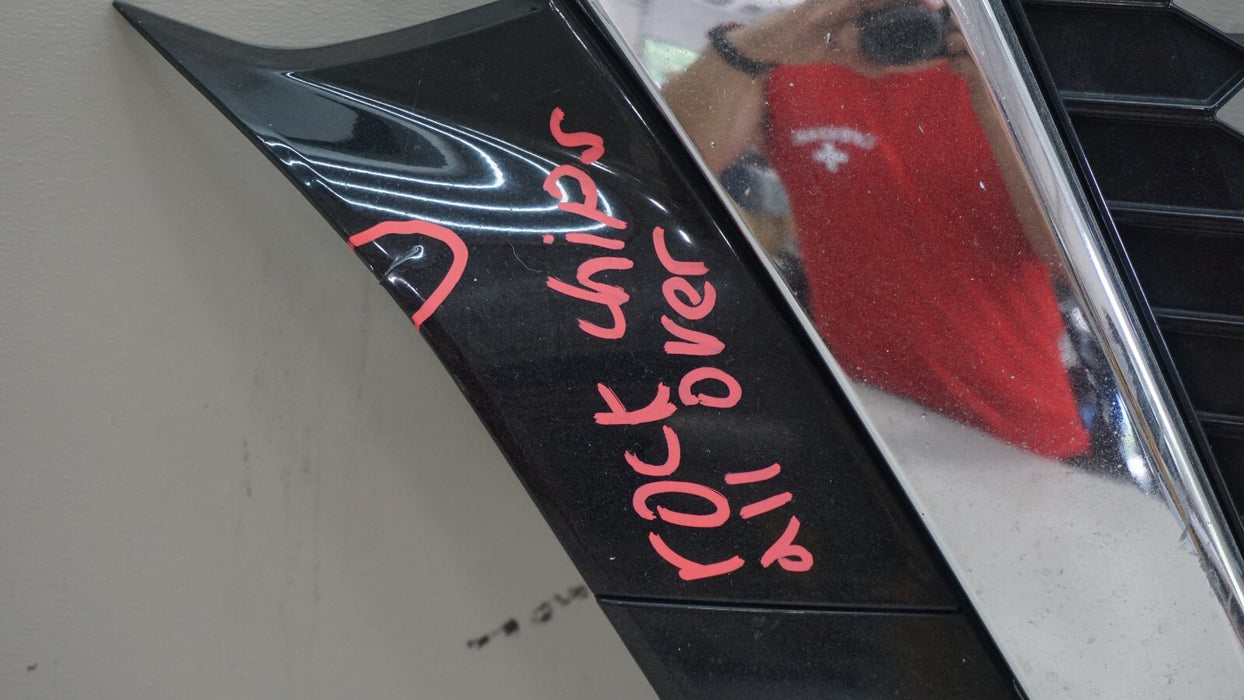 rock chips
all over